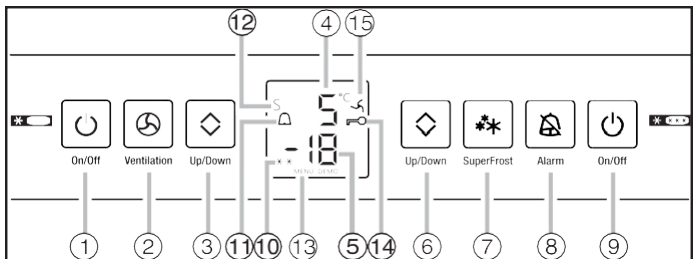 12 4 15
S 5 °C
-18
MENU DEMO
On/Off Ventilation Up/Down Up/Down SuperFrost Alarm On/Off
1 2 3 11 10 13 5 14 6 7 8 9